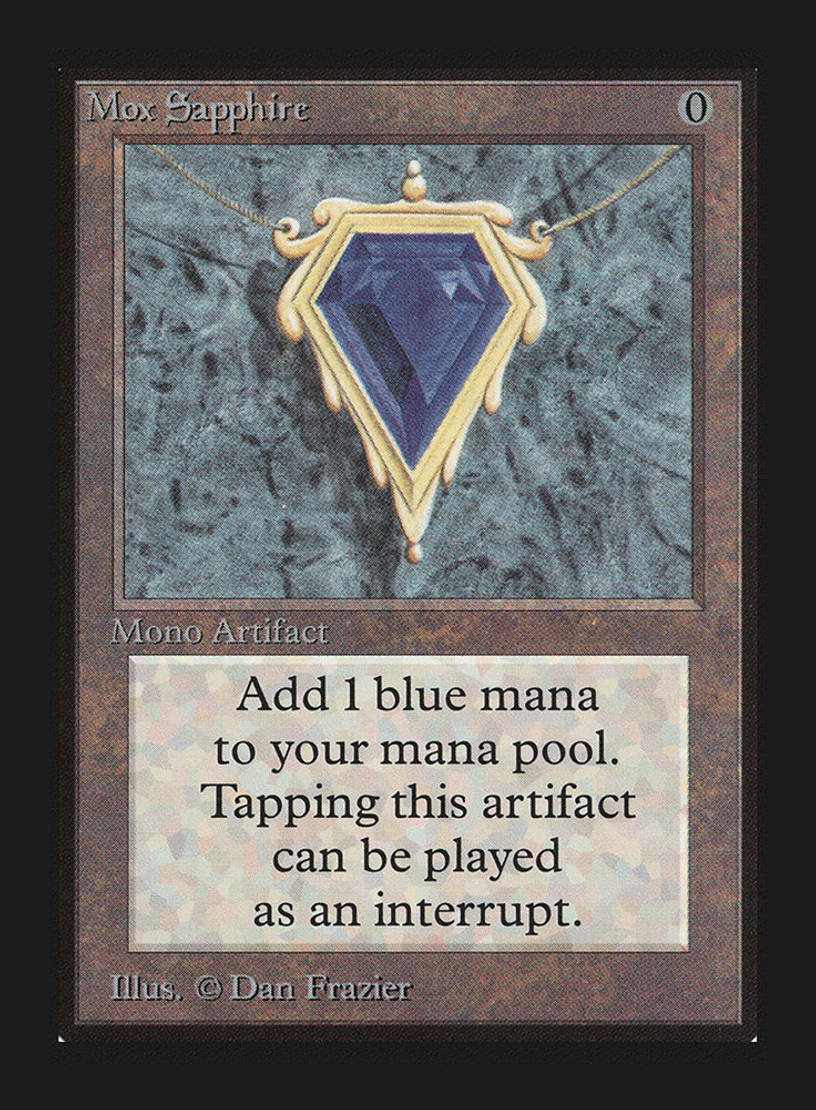 Mox Sapphire 0
Mono Artifact
Add 1 blue mana
to your mana pool.
Tapping this artifact
can be played
as an interrupt.
Illus. © Dan Frazier